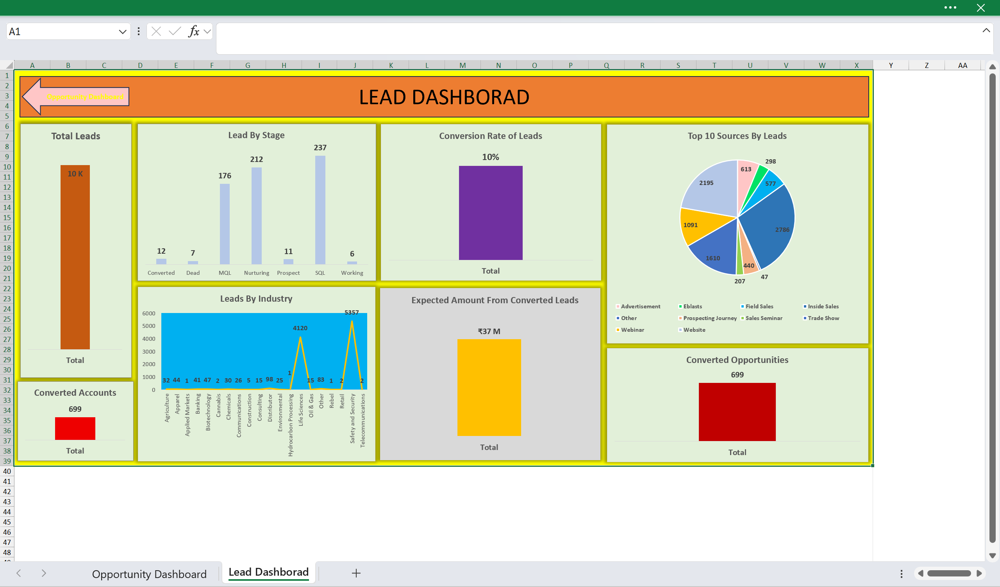 A1
fx
A B C D E F G H I J K L M N O P Q R S T U V W X Y Z AA
1
2
3
4
5
6
7
8
9
10
11
12
13
14
15
16
17
18
19
20
21
22
23
24
25
26
27
28
29
30
31
32
33
34
35
36
37
38
39
40
41
42
43
44
45
46
47
48
Opportunity Dashboard
LEAD DASHBORAD
Total Leads
10 K
Total
Lead By Stage
12 7 176 212 11 237 6
Converted Dead MQL Nurturing Prospect SQL Working
Conversion Rate of Leads
10%
Total
Top 10 Sources By Leads
613
298
577
2786
47
440
207
1610
1091
2195
Advertisement Eblasts Field Sales Inside Sales
Other Prospecting Journey Sales Seminar Trade Show
Webinar Website
Converted Accounts
699
Total
Leads By Industry
6000
5000
4000
3000
2000
1000
0
32 44 1 41 47 2 30 26 5 15 98 25 1 4120 15 83 1 2 5357 2
Agriculture
Apparel
Applied Markets
Banking
Biotechnology
Cannabis
Chemicals
Communications
Construction
Consulting
Distributor
Environmental
Hydrocarbon Processing
Life Sciences
Oil & Gas
Other
Rebel
Retail
Safety and Security
Telecommunications
Expected Amount From Converted Leads
₹37 M
Total
Converted Opportunities
699
Total
Opportunity Dashboard Lead Dashborad